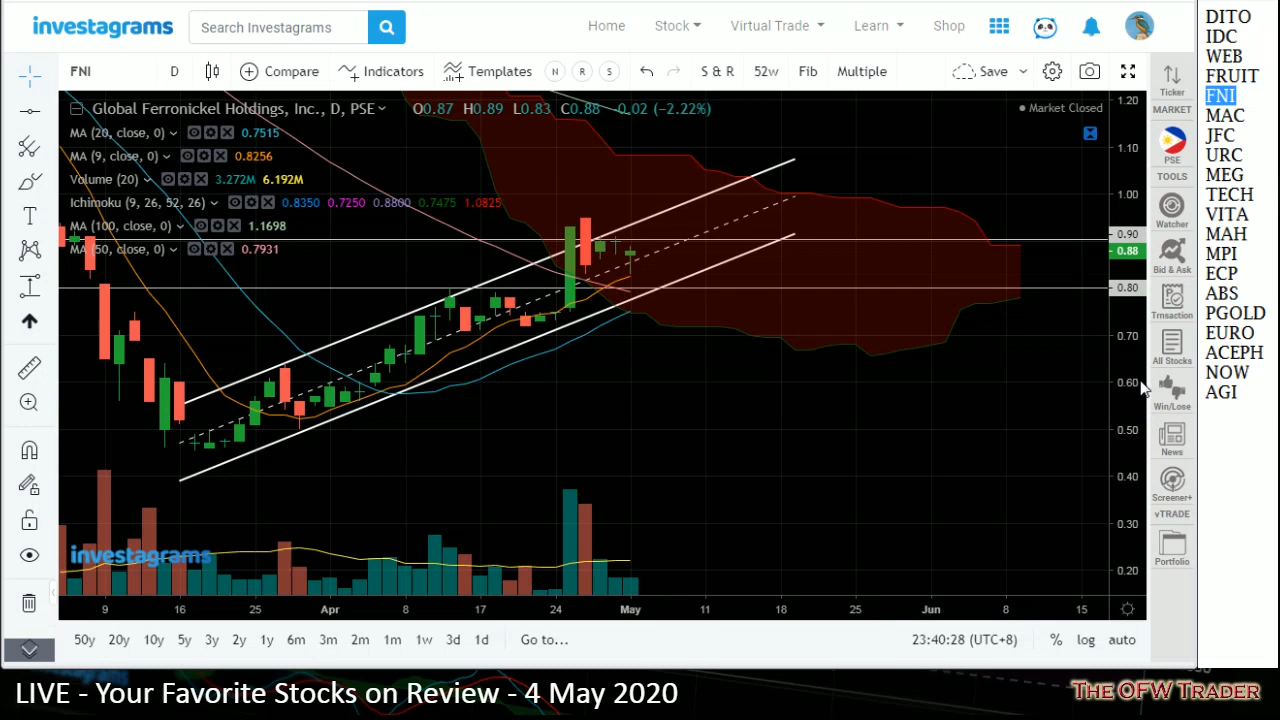 investagrams
Search Investagrams
Home
Stock
Virtual Trade
Learn
Shop
FNI
D
Compare
Indicators
Templates
N
R
S
S & R
52w
Fib
Multiple
Save
Global Ferronickel Holdings, Inc., D, PSE
O0.87 H0.89 L0.83 C0.88 -0.02 (-2.22%)
Market Closed
MA (20, close, 0) 0.7515
MA (9, close, 0) 0.8256
Volume (20) 3.272M 6.192M
Ichimoku (9, 26, 52, 26) 0.8350 0.7250 0.8800 0.7475 1.0825
MA (100, close, 0) 1.1698
MA (50, close, 0) 0.7931
1.20
1.10
1.00
0.90
0.88
0.80
0.70
0.60
0.50
0.40
0.30
0.20
investagrams
9 16 25 Apr 8 17 24 May 11 18 25 Jun 8 15
50y 20y 10y 5y 3y 2y 1y 6m 3m 2m 1m 1w 3d 1d Go to...
23:40:28 (UTC+8) % log auto
Ticker
MARKET
PSE
TOOLS
Watcher
Bid & Ask
Trnsaction
All Stocks
Win/Lose
News
Screener+
vTRADE
Portfolio
DITO
IDC
WEB
FRUIT
FNI
MAC
JFC
URC
MEG
TECH
VITA
MAH
MPI
ECP
ABS
PGOLD
EURO
ACEPH
NOW
AGI
LIVE - Your Favorite Stocks on Review - 4 May 2020
The OFW Trader